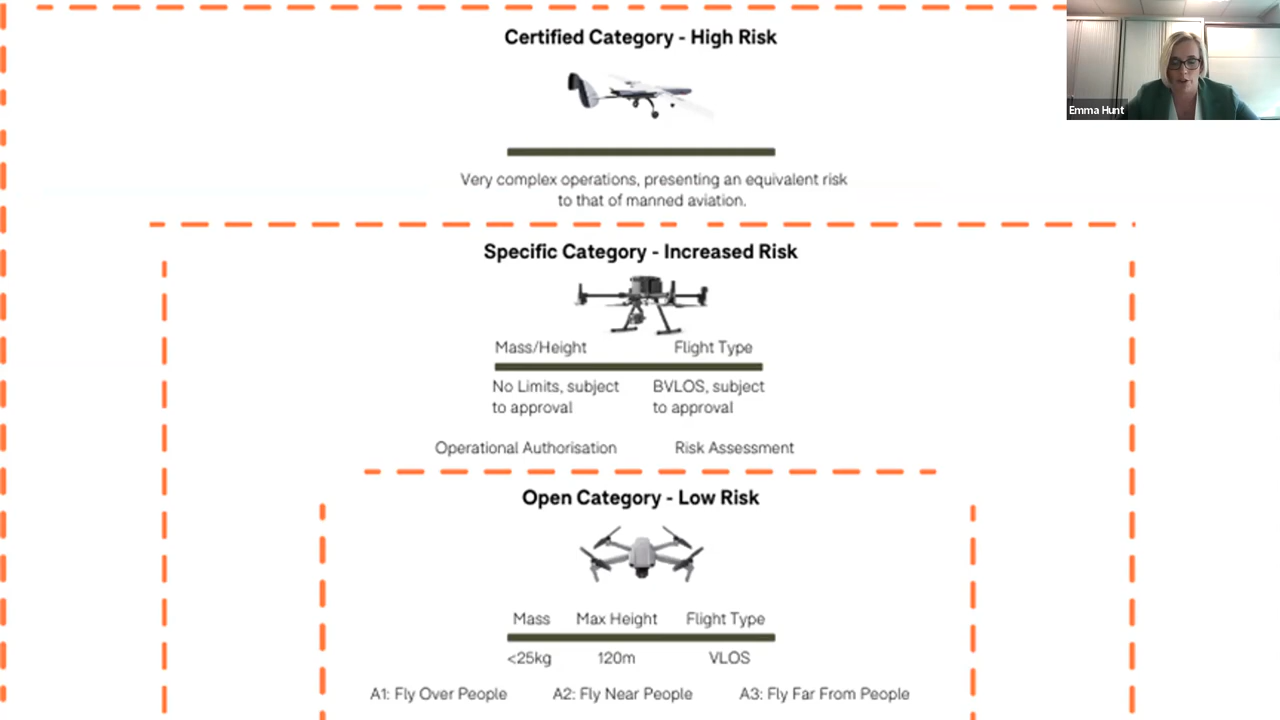 Certified Category - High Risk
Emma Hunt
Very complex operations, presenting an equivalent risk
to that of manned aviation.
Specific Category - Increased Risk
Mass/Height Flight Type
No Limits, subject BVLOS, subject
to approval to approval
Operational Authorisation Risk Assessment
Open Category - Low Risk
Mass Max Height Flight Type
<25kg 120m VLOS
A1: Fly Over People A2: Fly Near People A3: Fly Far From People